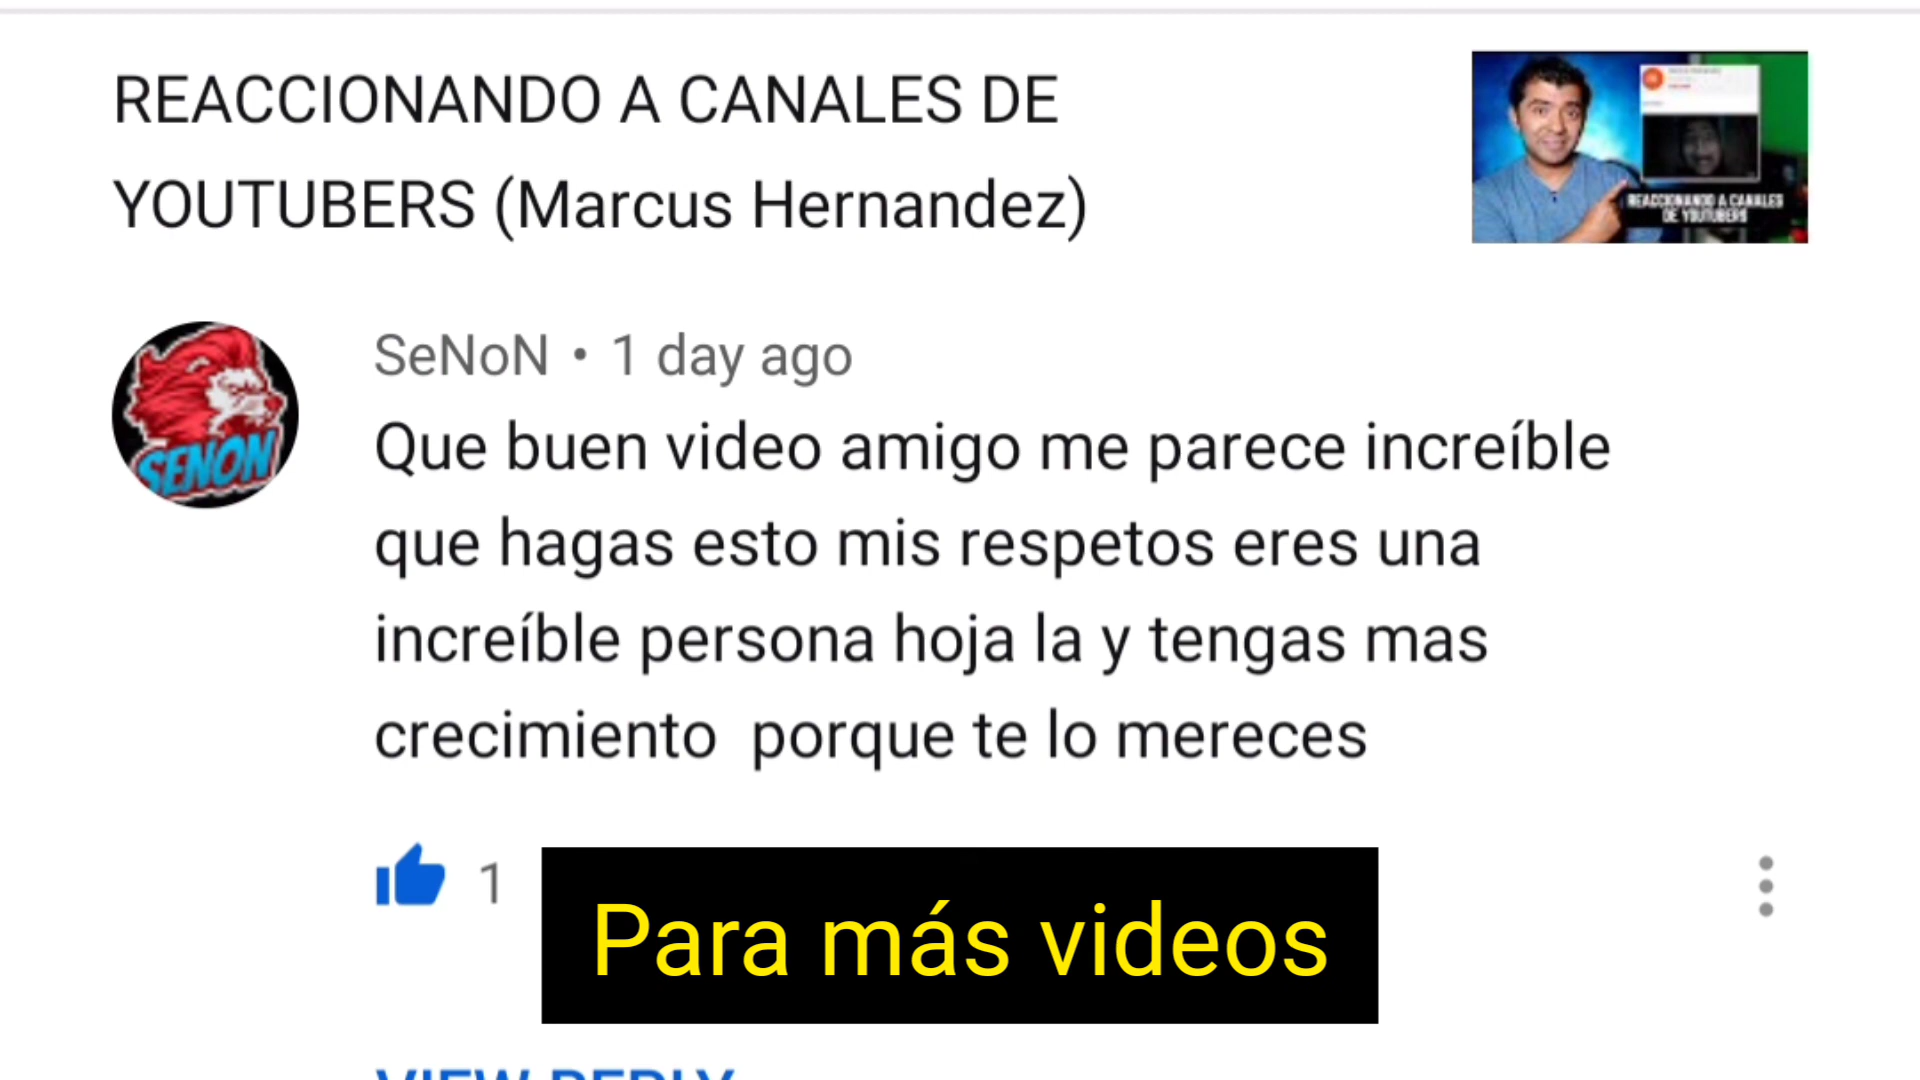 REACCIONANDO A CANALES DE
YOUTUBERS (Marcus Hernandez)
REACCIONANDO A CANALES
DE YOUTUBERS
SENON
SeNoN • 1 day ago
Que buen video amigo me parece increíble
que hagas esto mis respetos eres una
increíble persona hoja la y tengas mas
crecimiento  porque te lo mereces
1
Para más videos
VIEW REPLY